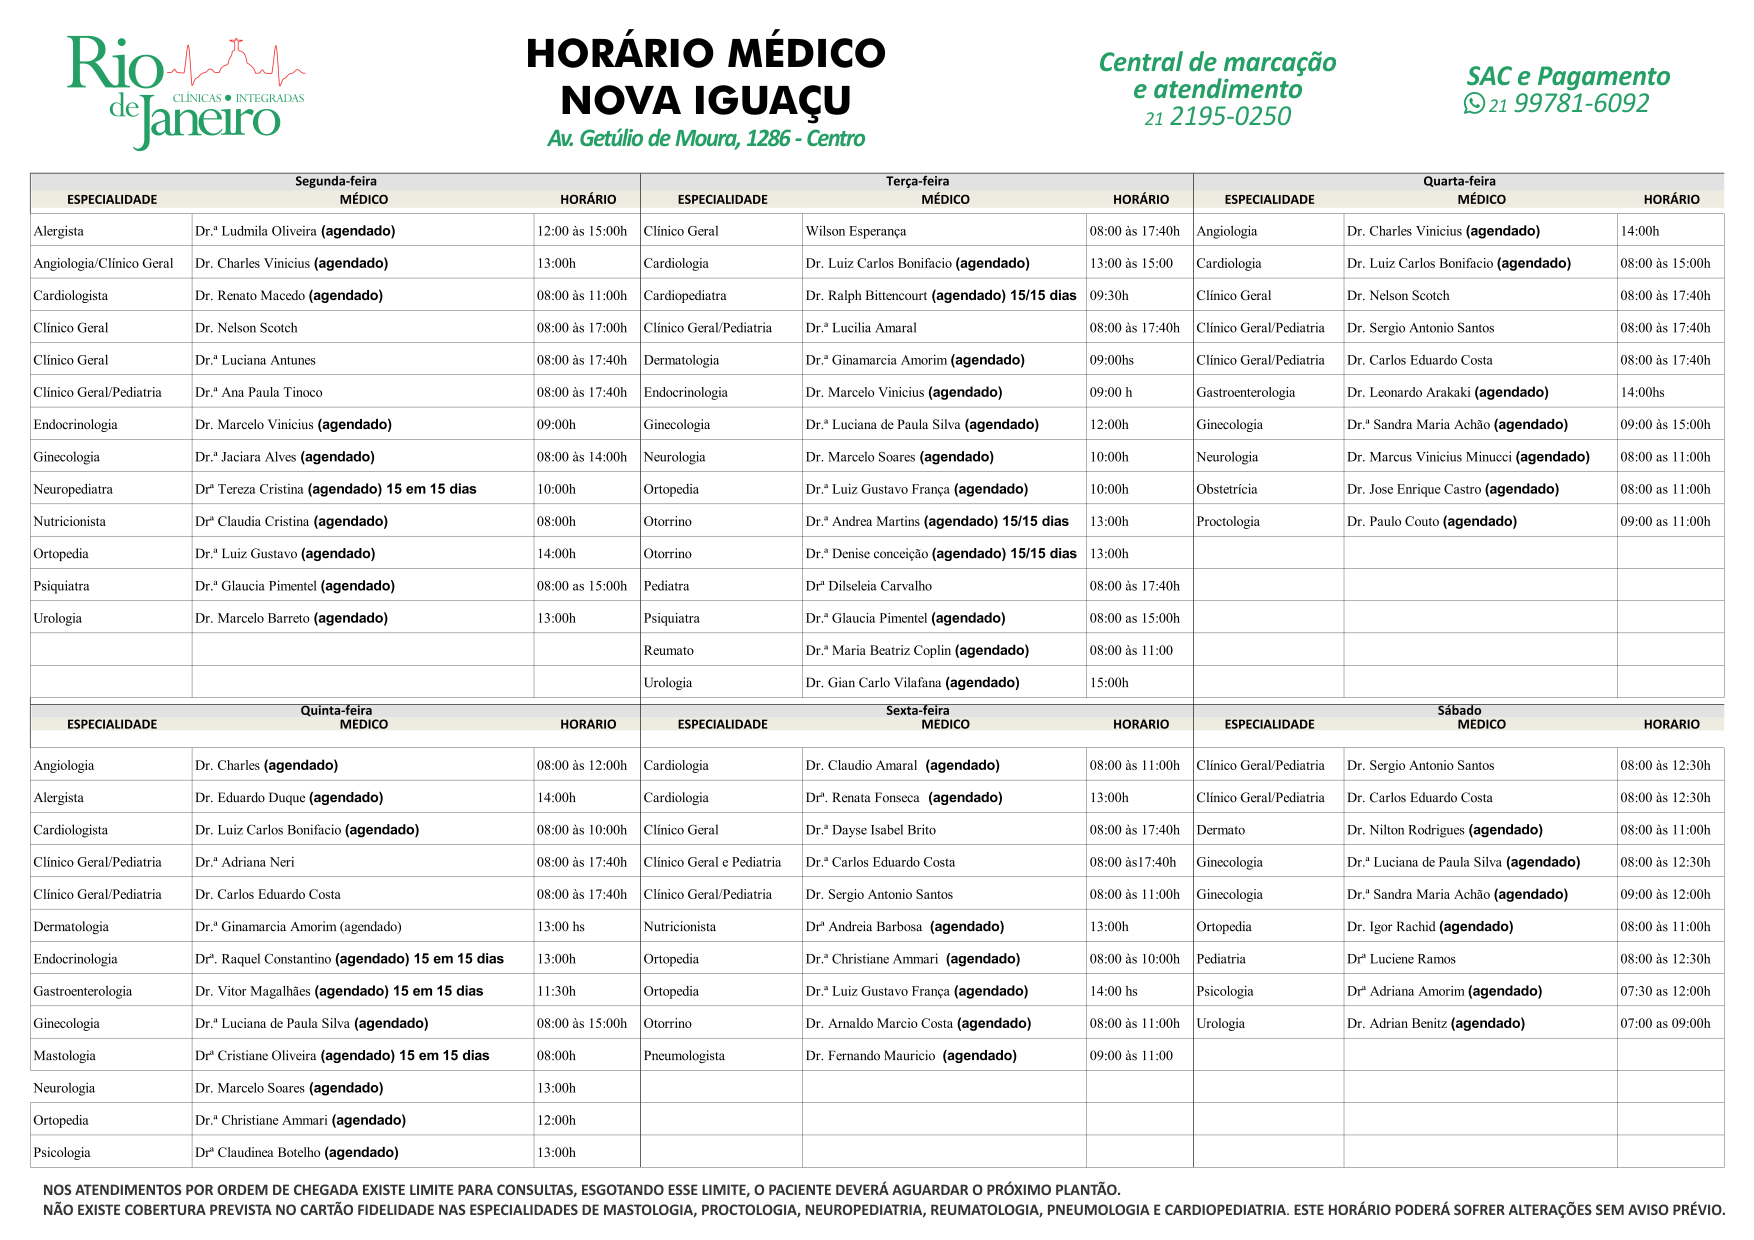 Rio de Janeiro
CLÍNICAS • INTEGRADAS
HORÁRIO MÉDICO
NOVA IGUAÇU
Av. Getúlio de Moura, 1286 - Centro
Central de marcação
e atendimento
21 2195-0250
SAC e Pagamento
21 99781-6092
Segunda-feira
ESPECIALIDADE MÉDICO HORÁRIO
Alergista Dr.ª Ludmila Oliveira (agendado) 12:00 às 15:00h
Angiologia/Clínico Geral Dr. Charles Vinicius (agendado) 13:00h
Cardiologista Dr. Renato Macedo (agendado) 08:00 às 11:00h
Clínico Geral Dr. Nelson Scotch 08:00 às 17:00h
Clínico Geral Dr.ª Luciana Antunes 08:00 às 17:40h
Clínico Geral/Pediatria Dr.ª Ana Paula Tinoco 08:00 às 17:40h
Endocrinologia Dr. Marcelo Vinicius (agendado) 09:00h
Ginecologia Dr.ª Jaciara Alves (agendado) 08:00 às 14:00h
Neuropediatra Drª Tereza Cristina (agendado) 15 em 15 dias 10:00h
Nutricionista Drª Claudia Cristina (agendado) 08:00h
Ortopedia Dr.ª Luiz Gustavo (agendado) 14:00h
Psiquiatra Dr.ª Glaucia Pimentel (agendado) 08:00 as 15:00h
Urologia Dr. Marcelo Barreto (agendado) 13:00h
Terça-feira
ESPECIALIDADE MÉDICO HORÁRIO
Clínico Geral Wilson Esperança 08:00 às 17:40h
Cardiologia Dr. Luiz Carlos Bonifacio (agendado) 13:00 às 15:00
Cardiopediatra Dr. Ralph Bittencourt (agendado) 15/15 dias 09:30h
Clínico Geral/Pediatria Dr.ª Lucilia Amaral 08:00 às 17:40h
Dermatologia Dr.ª Ginamarcia Amorim (agendado) 09:00hs
Endocrinologia Dr. Marcelo Vinicius (agendado) 09:00 h
Ginecologia Dr.ª Luciana de Paula Silva (agendado) 12:00h
Neurologia Dr. Marcelo Soares (agendado) 10:00h
Ortopedia Dr.ª Luiz Gustavo França (agendado) 10:00h
Otorrino Dr.ª Andrea Martins (agendado) 15/15 dias 13:00h
Otorrino Dr.ª Denise conceição (agendado) 15/15 dias 13:00h
Pediatra Drª Dilseleia Carvalho 08:00 às 17:40h
Psiquiatra Dr.ª Glaucia Pimentel (agendado) 08:00 as 15:00h
Reumato Dr.ª Maria Beatriz Coplin (agendado) 08:00 às 11:00
Urologia Dr. Gian Carlo Vilafana (agendado) 15:00h
Quarta-feira
ESPECIALIDADE MÉDICO HORÁRIO
Angiologia Dr. Charles Vinicius (agendado) 14:00h
Cardiologia Dr. Luiz Carlos Bonifacio (agendado) 08:00 às 15:00h
Clínico Geral Dr. Nelson Scotch 08:00 às 17:40h
Clínico Geral/Pediatria Dr. Sergio Antonio Santos 08:00 às 17:40h
Clínico Geral/Pediatria Dr. Carlos Eduardo Costa 08:00 às 17:40h
Gastroenterologia Dr. Leonardo Arakaki (agendado) 14:00hs
Ginecologia Dr.ª Sandra Maria Achão (agendado) 09:00 às 15:00h
Neurologia Dr. Marcus Vinicius Minucci (agendado) 08:00 as 11:00h
Obstetrícia Dr. Jose Enrique Castro (agendado) 08:00 as 11:00h
Proctologia Dr. Paulo Couto (agendado) 09:00 as 11:00h
Quinta-feira
ESPECIALIDADE MEDICO HORARIO
Angiologia Dr. Charles (agendado) 08:00 às 12:00h
Alergista Dr. Eduardo Duque (agendado) 14:00h
Cardiologista Dr. Luiz Carlos Bonifacio (agendado) 08:00 às 10:00h
Clínico Geral/Pediatria Dr.ª Adriana Neri 08:00 às 17:40h
Clínico Geral/Pediatria Dr. Carlos Eduardo Costa 08:00 às 17:40h
Dermatologia Dr.ª Ginamarcia Amorim (agendado) 13:00 hs
Endocrinologia Drª. Raquel Constantino (agendado) 15 em 15 dias 13:00h
Gastroenterologia Dr. Vitor Magalhães (agendado) 15 em 15 dias 11:30h
Ginecologia Dr.ª Luciana de Paula Silva (agendado) 08:00 às 15:00h
Mastologia Drª Cristiane Oliveira (agendado) 15 em 15 dias 08:00h
Neurologia Dr. Marcelo Soares (agendado) 13:00h
Ortopedia Dr.ª Christiane Ammari (agendado) 12:00h
Psicologia Drª Claudinea Botelho (agendado) 13:00h
Sexta-feira
ESPECIALIDADE MEDICO HORARIO
Cardiologia Dr. Claudio Amaral (agendado) 08:00 às 11:00h
Cardiologia Drª. Renata Fonseca (agendado) 13:00h
Clínico Geral Dr.ª Dayse Isabel Brito 08:00 às 17:40h
Clínico Geral e Pediatria Dr.ª Carlos Eduardo Costa 08:00 às17:40h
Clínico Geral/Pediatria Dr. Sergio Antonio Santos 08:00 às 11:00h
Nutricionista Drª Andreia Barbosa (agendado) 13:00h
Ortopedia Dr.ª Christiane Ammari (agendado) 08:00 às 10:00h
Ortopedia Dr.ª Luiz Gustavo França (agendado) 14:00 hs
Otorrino Dr. Arnaldo Marcio Costa (agendado) 08:00 às 11:00h
Pneumologista Dr. Fernando Mauricio (agendado) 09:00 às 11:00
Sábado
ESPECIALIDADE MEDICO HORARIO
Clínico Geral/Pediatria Dr. Sergio Antonio Santos 08:00 às 12:30h
Clínico Geral/Pediatria Dr. Carlos Eduardo Costa 08:00 às 12:30h
Dermato Dr. Nilton Rodrigues (agendado) 08:00 às 11:00h
Ginecologia Dr.ª Luciana de Paula Silva (agendado) 08:00 às 12:30h
Ginecologia Dr.ª Sandra Maria Achão (agendado) 09:00 às 12:00h
Ortopedia Dr. Igor Rachid (agendado) 08:00 às 11:00h
Pediatria Drª Luciene Ramos 08:00 às 12:30h
Psicologia Drª Adriana Amorim (agendado) 07:30 as 12:00h
Urologia Dr. Adrian Benitz (agendado) 07:00 as 09:00h
NOS ATENDIMENTOS POR ORDEM DE CHEGADA EXISTE LIMITE PARA CONSULTAS, ESGOTANDO ESSE LIMITE, O PACIENTE DEVERÁ AGUARDAR O PRÓXIMO PLANTÃO.
NÃO EXISTE COBERTURA PREVISTA NO CARTÃO FIDELIDADE NAS ESPECIALIDADES DE MASTOLOGIA, PROCTOLOGIA, NEUROPEDIATRIA, REUMATOLOGIA, PNEUMOLOGIA E CARDIOPEDIATRIA. ESTE HORÁRIO PODERÁ SOFRER ALTERAÇÕES SEM AVISO PRÉVIO.